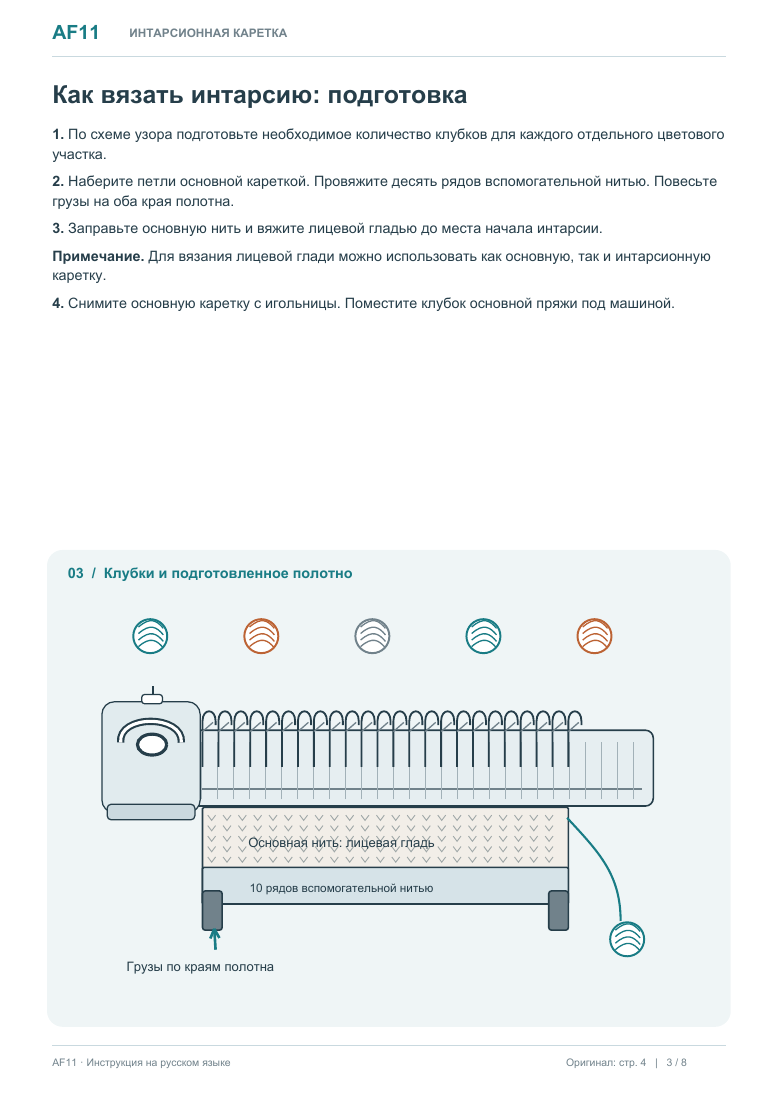 AF11 ИНТАРСИОННАЯ КАРЕТКА
Как вязать интарсию: подготовка
1. По схеме узора подготовьте необходимое количество клубков для каждого отдельного цветового
участка.
2. Наберите петли основной кареткой. Провяжите десять рядов вспомогательной нитью. Повесьте
грузы на оба края полотна.
3. Заправьте основную нить и вяжите лицевой гладью до места начала интарсии.
Примечание. Для вязания лицевой глади можно использовать как основную, так и интарсионную
каретку.
4. Снимите основную каретку с игольницы. Поместите клубок основной пряжи под машиной.
03 / Клубки и подготовленное полотно
Основная нить: лицевая гладь
10 рядов вспомогательной нитью
Грузы по краям полотна
AF11 · Инструкция на русском языке Оригинал: стр. 4 | 3 / 8